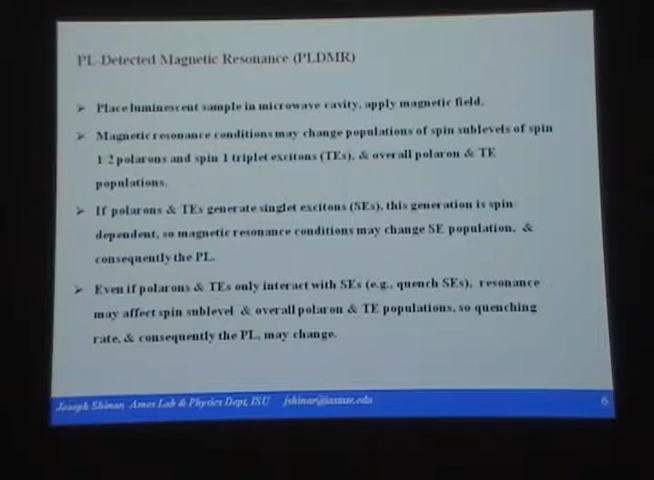 PL-Detected Magnetic Resonance (PLDMR)
➢ Place luminescent sample in microwave cavity, apply magnetic field.
➢ Magnetic resonance conditions may change populations of spin sublevels of spin
1/2 polarons and spin 1 triplet excitons (TEs), & overall polaron & TE
populations.
➢ If polarons & TEs generate singlet excitons (SEs), this generation is spin-
dependent, so magnetic resonance conditions may change SE population, &
consequently the PL.
➢ Even if polarons & TEs only interact with SEs (e.g., quench SEs), resonance
may affect spin sublevel & overall polaron & TE populations, so quenching
rate, & consequently the PL, may change.
Joseph Shinar, Ames Lab & Physics Dept, ISU jshinar@iastate.edu 6